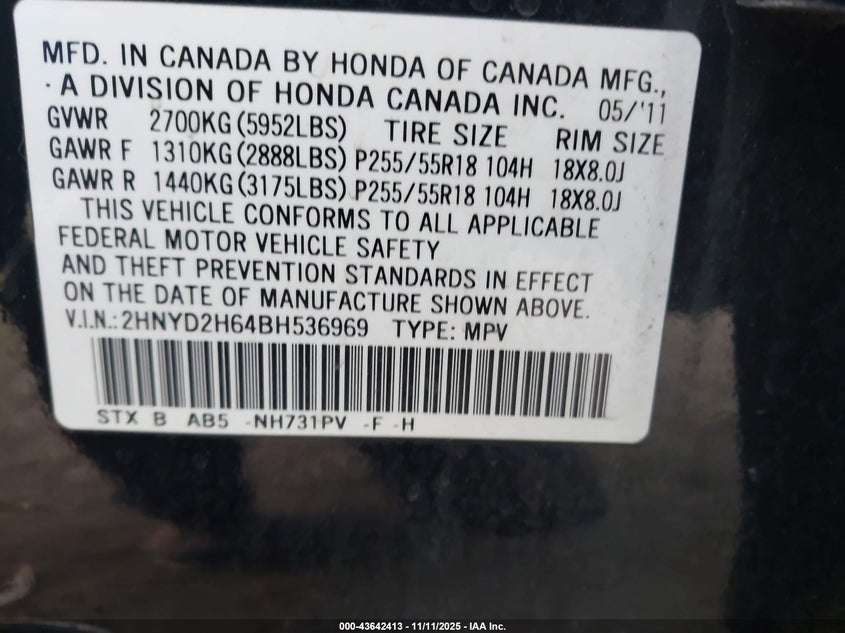 MFD. IN CANADA BY HONDA OF CANADA MFG.,
A DIVISION OF HONDA CANADA INC. 05/'11
GVWR 2700KG(5952LBS) TIRE SIZE RIM SIZE
GAWR F 1310KG(2888LBS) P255/55R18 104H 18X8.0J
GAWR R 1440KG(3175LBS) P255/55R18 104H 18X8.0J
THIS VEHICLE CONFORMS TO ALL APPLICABLE
FEDERAL MOTOR VEHICLE SAFETY
AND THEFT PREVENTION STANDARDS IN EFFECT
ON THE DATE OF MANUFACTURE SHOWN ABOVE.
V.I.N.:2HNYD2H64BH536969 TYPE: MPV
STX B AB5 -NH731PV -F -H
000-43642413 - 11/11/2025 - IAA Inc.